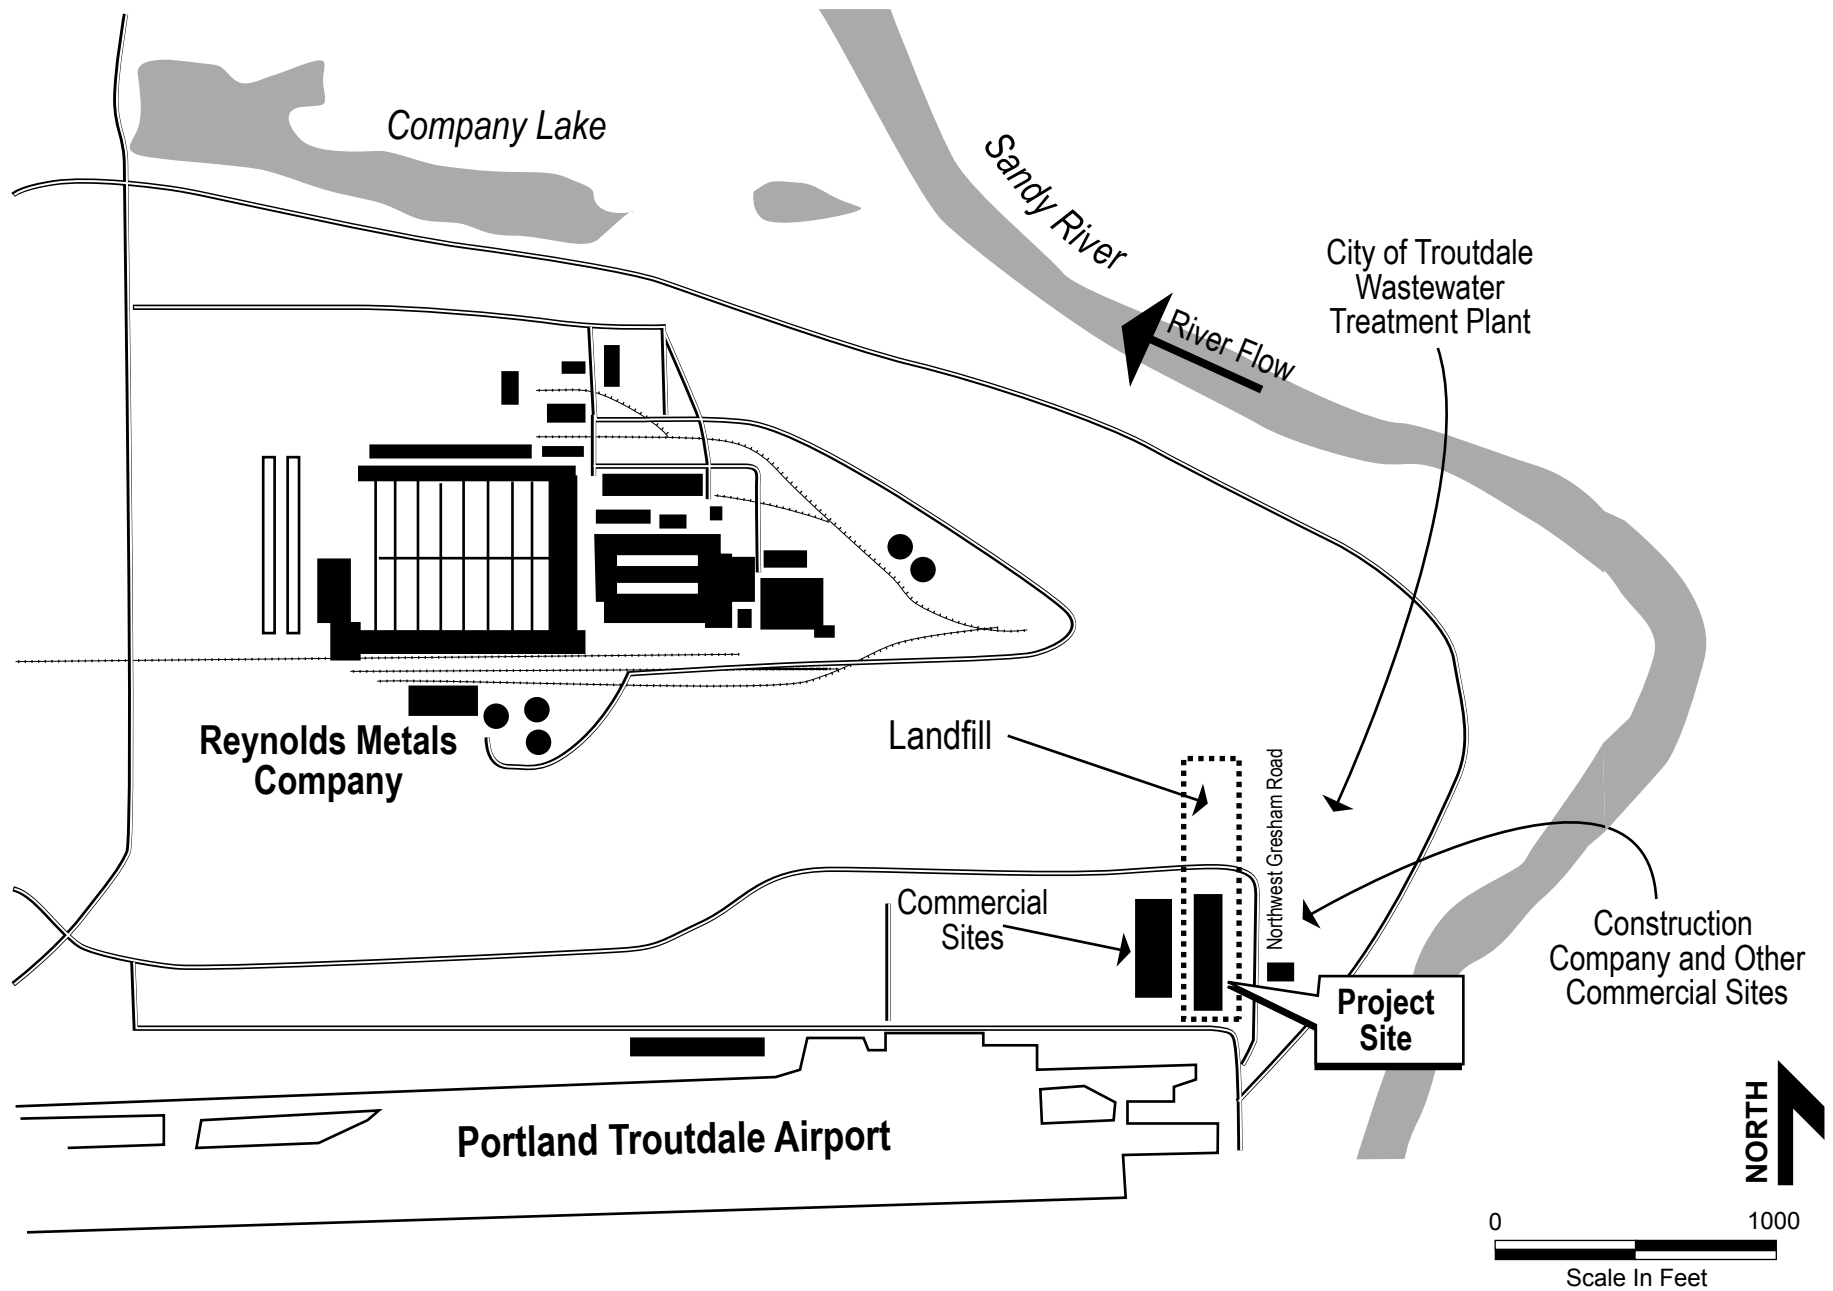 Company Lake
Sandy River
River Flow
City of Troutdale
Wastewater
Treatment Plant
Reynolds Metals
Company
Landfill
Northwest Gresham Road
Commercial
Sites
Construction
Company and Other
Commercial Sites
Project
Site
Portland Troutdale Airport
NORTH
0 1000
Scale In Feet